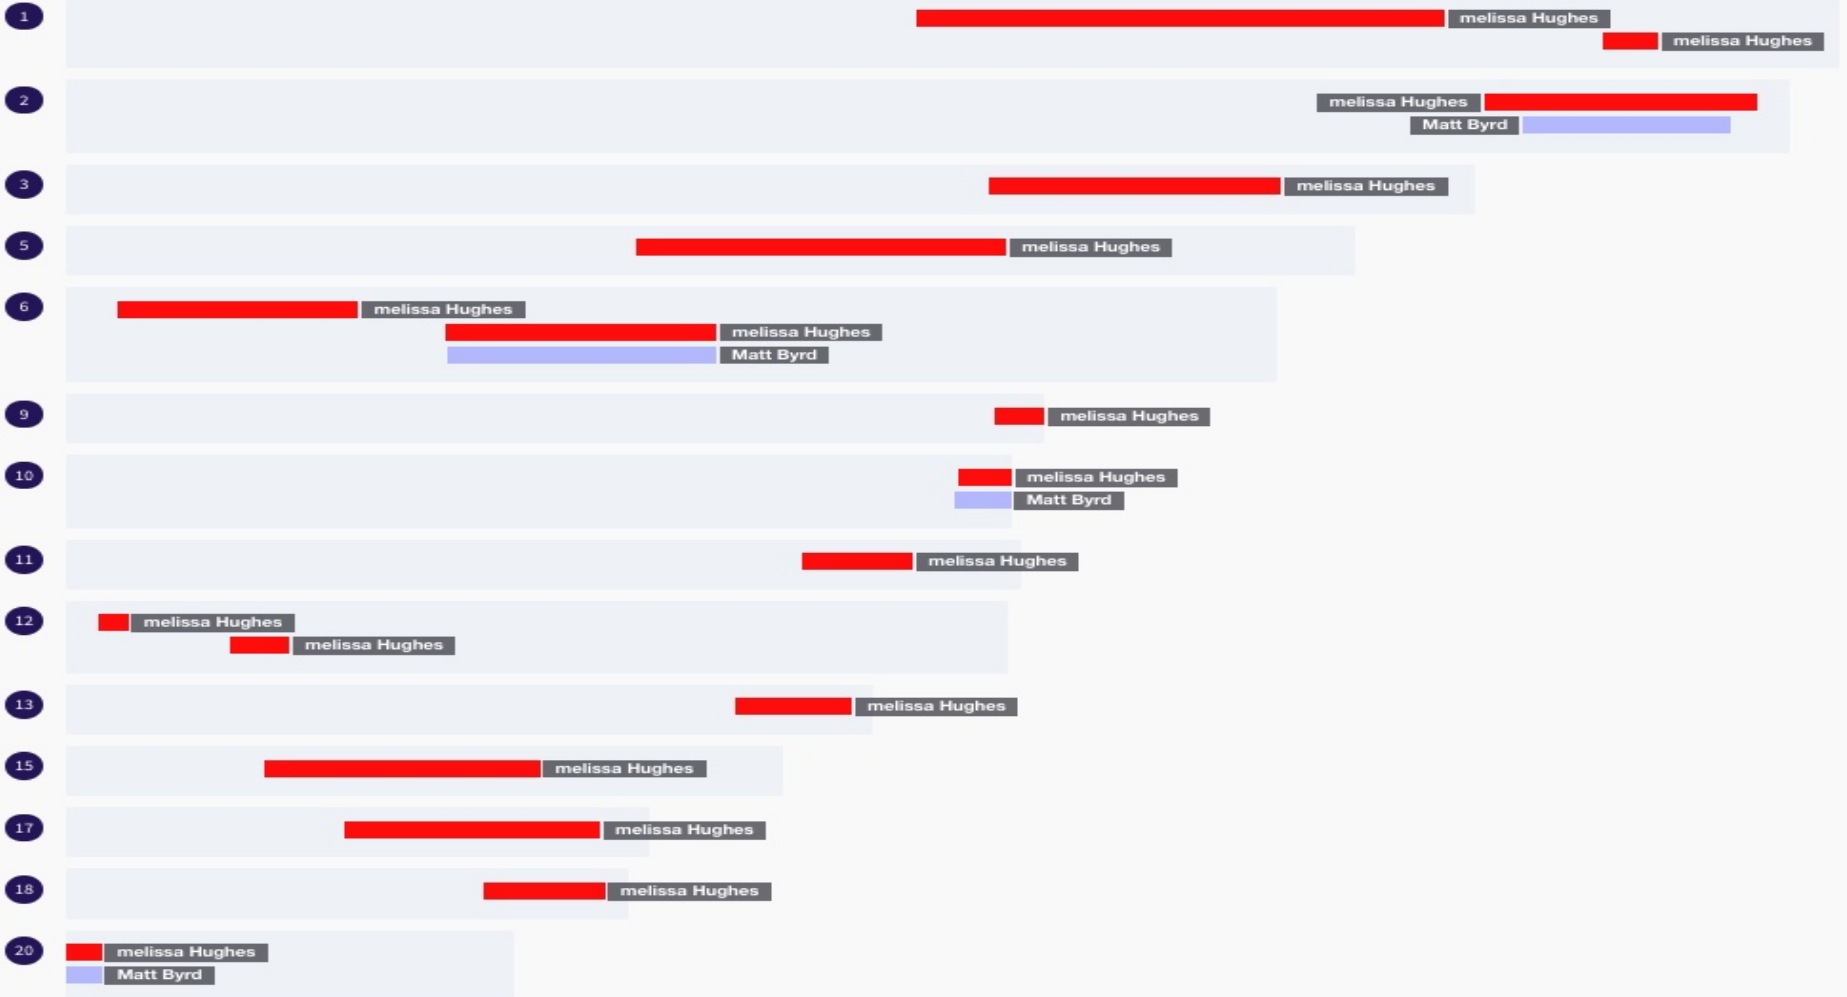 1
melissa Hughes
melissa Hughes
2
melissa Hughes
Matt Byrd
3
melissa Hughes
5
melissa Hughes
6
melissa Hughes
melissa Hughes
Matt Byrd
9
melissa Hughes
10
melissa Hughes
Matt Byrd
11
melissa Hughes
12
melissa Hughes
melissa Hughes
13
melissa Hughes
15
melissa Hughes
17
melissa Hughes
18
melissa Hughes
20
melissa Hughes
Matt Byrd